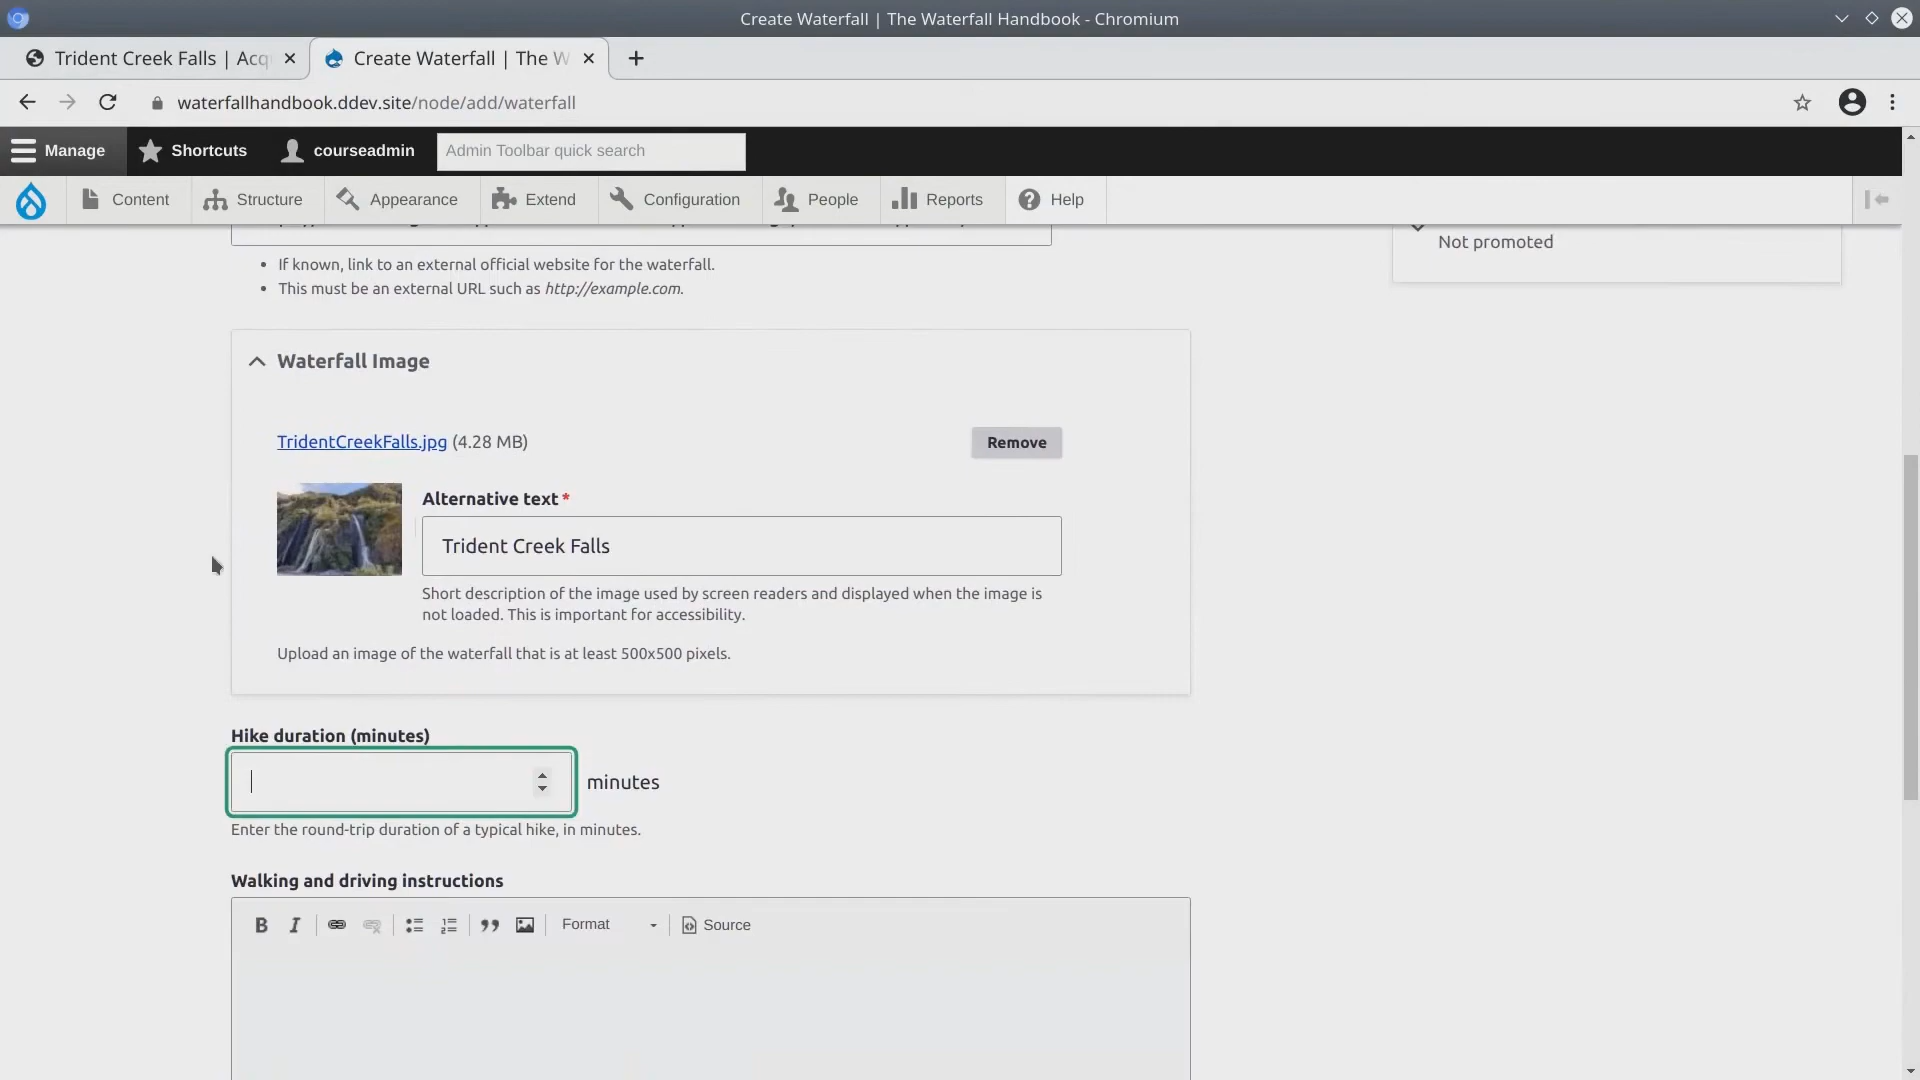 Create Waterfall | The Waterfall Handbook - Chromium
Trident Creek Falls | Acq
Create Waterfall | The W
waterfallhandbook.ddev.site/node/add/waterfall
Manage
Shortcuts
courseadmin
Admin Toolbar quick search
Content
Structure
Appearance
Extend
Configuration
People
Reports
Help
Not promoted
If known, link to an external official website for the waterfall.
This must be an external URL such as http://example.com.
Waterfall Image
TridentCreekFalls.jpg (4.28 MB)
Remove
Alternative text *
Trident Creek Falls
Short description of the image used by screen readers and displayed when the image is
not loaded. This is important for accessibility.
Upload an image of the waterfall that is at least 500x500 pixels.
Hike duration (minutes)
minutes
Enter the round-trip duration of a typical hike, in minutes.
Walking and driving instructions
B I
Format
Source